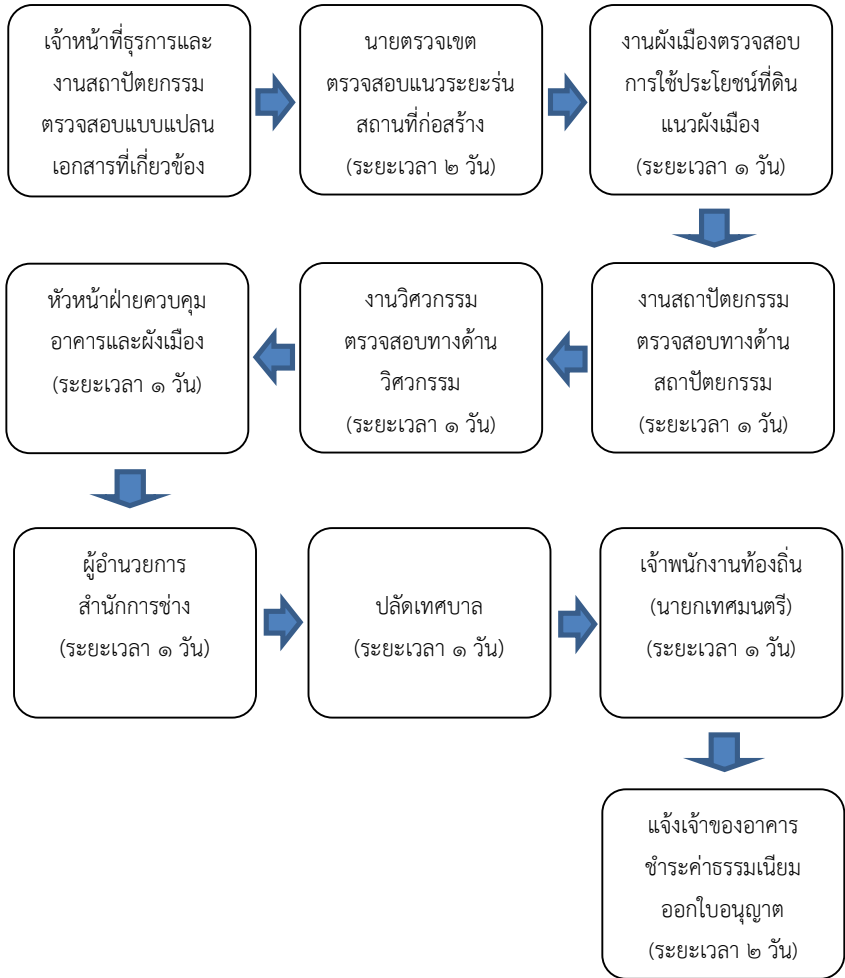 เจ้าหน้าที่ธุรการและ
งานสถาปัตยกรรม
ตรวจสอบแบบแปลน
เอกสารที่เกี่ยวข้อง
นายตรวจเขต
ตรวจสอบแนวระยะร่น
สถานที่ก่อสร้าง
(ระยะเวลา ๒ วัน)
งานผังเมืองตรวจสอบ
การใช้ประโยชน์ที่ดิน
แนวผังเมือง
(ระยะเวลา ๑ วัน)
งานสถาปัตยกรรม
ตรวจสอบทางด้าน
สถาปัตยกรรม
(ระยะเวลา ๑ วัน)
งานวิศวกรรม
ตรวจสอบทางด้าน
วิศวกรรม
(ระยะเวลา ๑ วัน)
หัวหน้าฝ่ายควบคุม
อาคารและผังเมือง
(ระยะเวลา ๑ วัน)
ผู้อำนวยการ
สำนักการช่าง
(ระยะเวลา ๑ วัน)
ปลัดเทศบาล
(ระยะเวลา ๑ วัน)
เจ้าพนักงานท้องถิ่น
(นายกเทศมนตรี)
(ระยะเวลา ๑ วัน)
แจ้งเจ้าของอาคาร
ชำระค่าธรรมเนียม
ออกใบอนุญาต
(ระยะเวลา ๒ วัน)